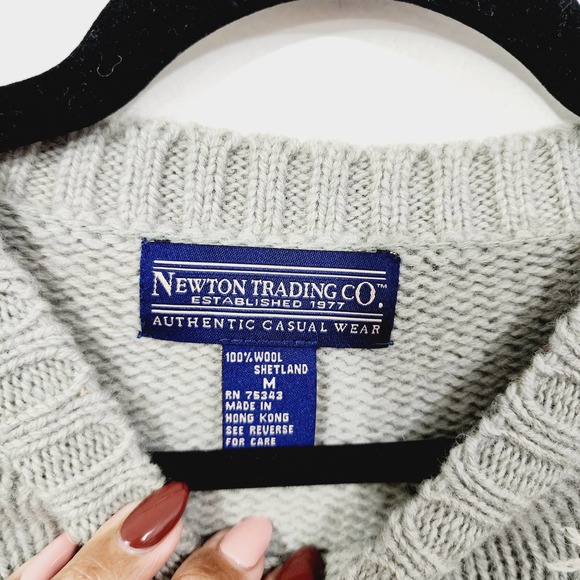 NEWTON TRADING CO.™
ESTABLISHED 1977
AUTHENTIC CASUAL WEAR
100% WOOL
SHETLAND
M
RN 75343
MADE IN
HONG KONG
SEE REVERSE
FOR CARE